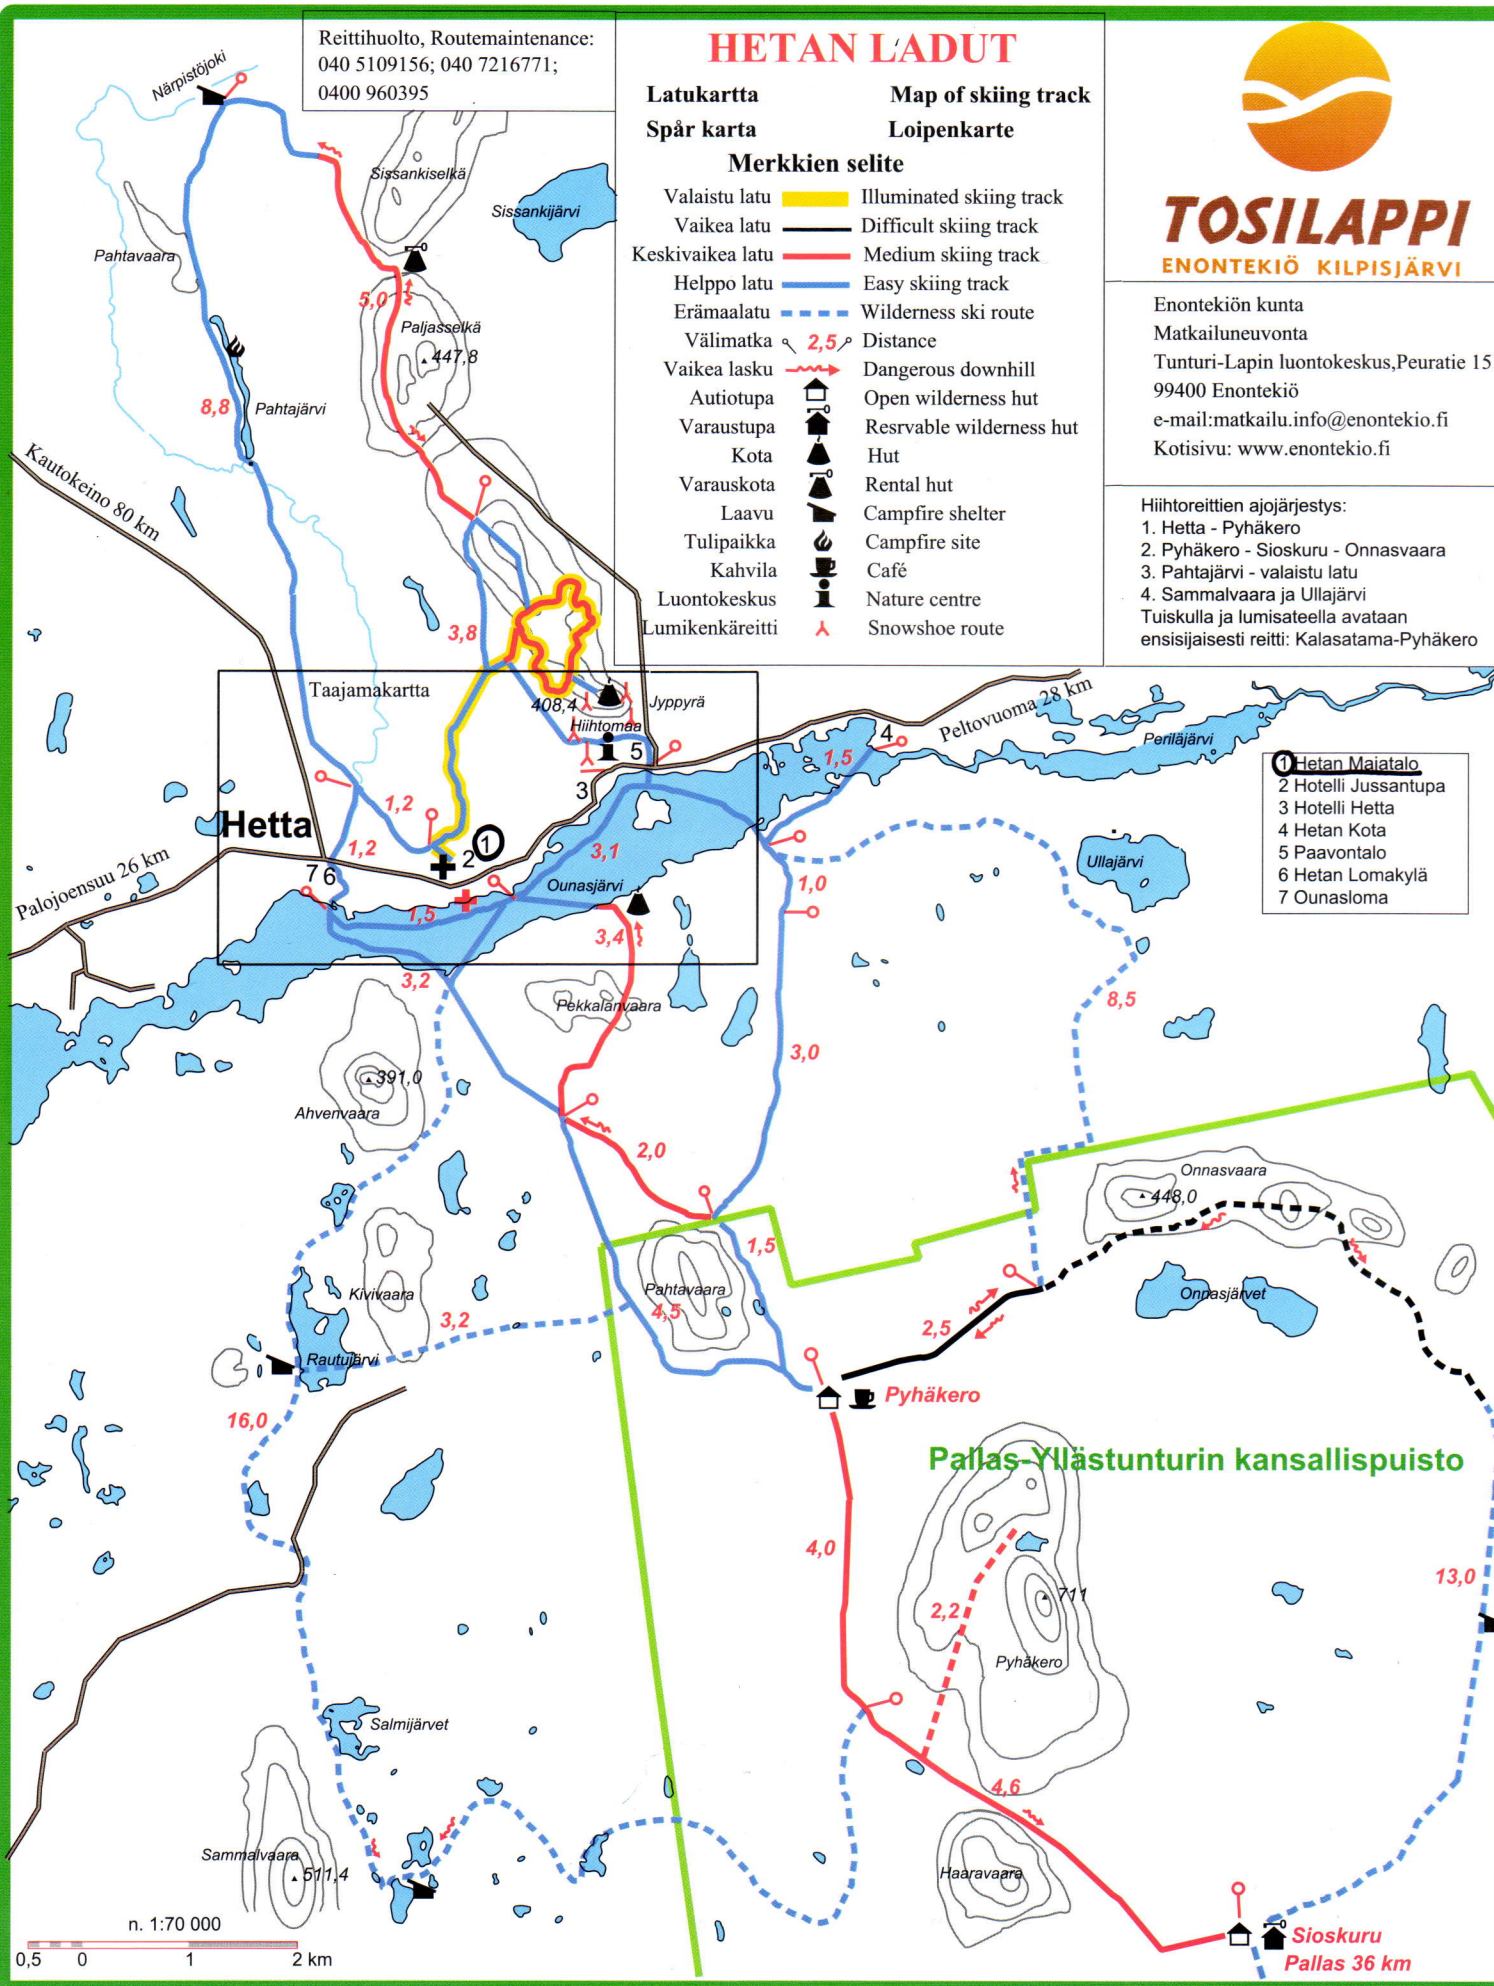 Reittihuolto, Routemaintenance:
040 5109156; 040 7216771;
0400 960395
HETAN LADUT
Latukartta Map of skiing track
Spår karta Loipenkarte
Merkkien selite
Valaistu latu Illuminated skiing track
Vaikea latu Difficult skiing track
Keskivaikea latu Medium skiing track
Helppo latu Easy skiing track
Erämaalatu Wilderness ski route
Välimatka 2,5 Distance
Vaikea lasku Dangerous downhill
Autiotupa Open wilderness hut
Varaustupa Resrvable wilderness hut
Kota Hut
Varauskota Rental hut
Laavu Campfire shelter
Tulipaikka Campfire site
Kahvila Café
Luontokeskus Nature centre
Lumikenkäreitti Snowshoe route
TOSILAPPI
ENONTEKIÖ KILPISJÄRVI
Enontekiön kunta
Matkailuneuvonta
Tunturi-Lapin luontokeskus,Peuratie 15
99400 Enontekiö
e-mail:matkailu.info@enontekio.fi
Kotisivu: www.enontekio.fi
Hiihtoreittien ajojärjestys:
1. Hetta - Pyhäkero
2. Pyhäkero - Sioskuru - Onnasvaara
3. Pahtajärvi - valaistu latu
4. Sammalvaara ja Ullajärvi
Tuiskulla ja lumisateella avataan
ensisijaisesti reitti: Kalasatama-Pyhäkero
1 Hetan Majatalo
2 Hotelli Jussantupa
3 Hotelli Hetta
4 Hetan Kota
5 Paavontalo
6 Hetan Lomakylä
7 Ounasloma
Närpistöjoki
Sissankiselkä
Sissankijärvi
Pahtavaara
5,0
Paljasselkä
447,8
8,8
Pahtajärvi
Kautokeino 80 km
3,8
Taajamakartta
408,4
Jyppyrä
Hiihtomaa
5
3
4
1,5
Peltovuoma 28 km
Periläjärvi
Hetta
1,2
1,2
2
1
3,1
Palojoensuu 26 km
7 6
Ounasjärvi
1,5
1,0
Ullajärvi
3,4
3,2
8,5
Pekkalanvaara
3,0
391,0
Ahvenvaara
2,0
Onnasvaara
448,0
1,5
Kivivaara
Pahtavaara
4,5
Onnasjärvet
3,2
2,5
Rautujärvi
Pyhäkero
16,0
Pallas-Yllästunturin kansallispuisto
4,0
13,0
2,2
711
Pyhäkero
Salmijärvet
4,6
Sammalvaara
511,4
Haaravaara
n. 1:70 000
0,5 0 1 2 km
Sioskuru
Pallas 36 km